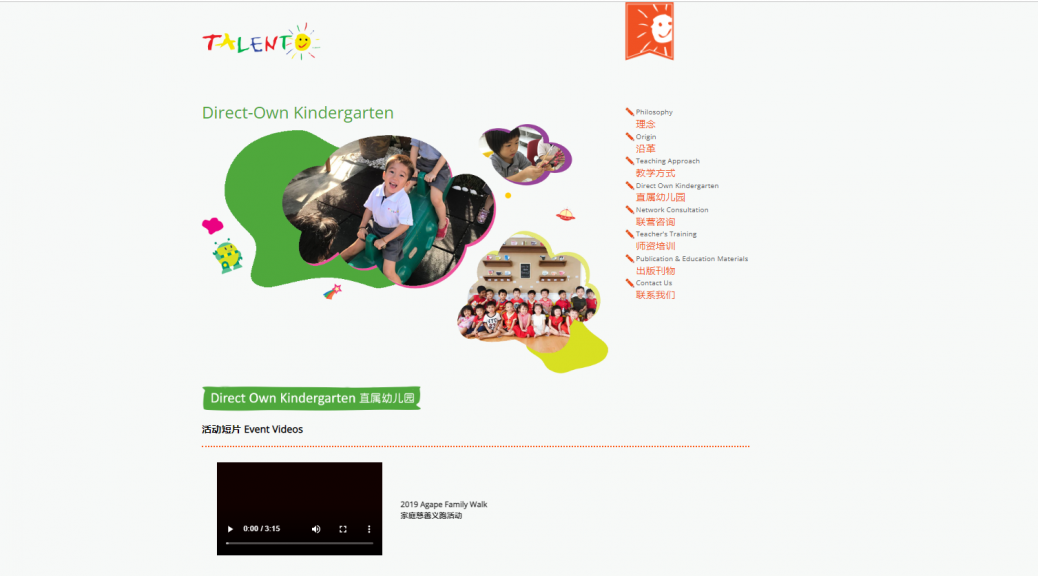 TALENTO
Direct-Own Kindergarten
Philosophy
理念
Origin
沿革
Teaching Approach
教学方式
Direct Own Kindergarten
直属幼儿园
Network Consultation
联营咨询
Teacher's Training
师资培训
Publication & Education Materials
出版刊物
Contact Us
联系我们
Direct Own Kindergarten 直属幼儿园
活动短片 Event Videos
0:00 / 3:15
2019 Agape Family Walk
家庭慈善义跑活动